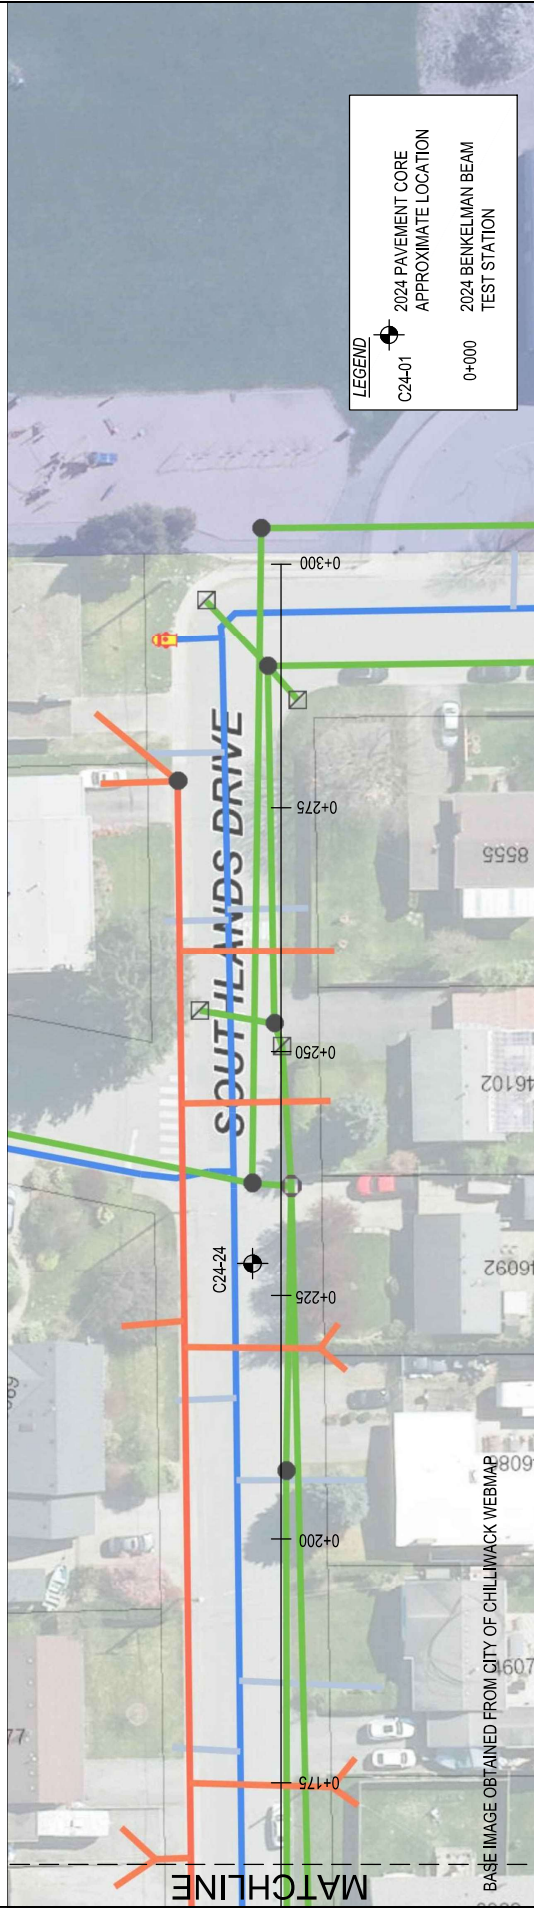 LEGEND
C24-01
2024 PAVEMENT CORE
APPROXIMATE LOCATION
0+000
2024 BENKELMAN BEAM
TEST STATION
0+300
0+275
0+250
0+225
0+200
0+175
SOUTHLANDS DRIVE
C24-24
8555
46102
46092
77
MATCHLINE
BASE IMAGE OBTAINED FROM CITY OF CHILLIWACK WEBMAP